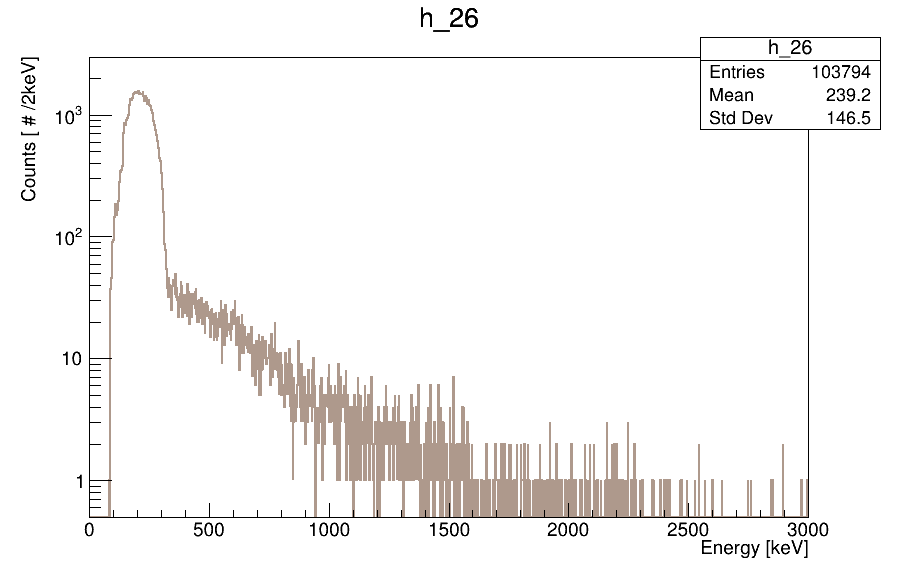 h_26
h_26
Entries 103794
Mean 239.2
Std Dev 146.5
Counts [ # /2keV]
10³
10²
10
1
0 500 1000 1500 2000 2500 3000
Energy [keV]